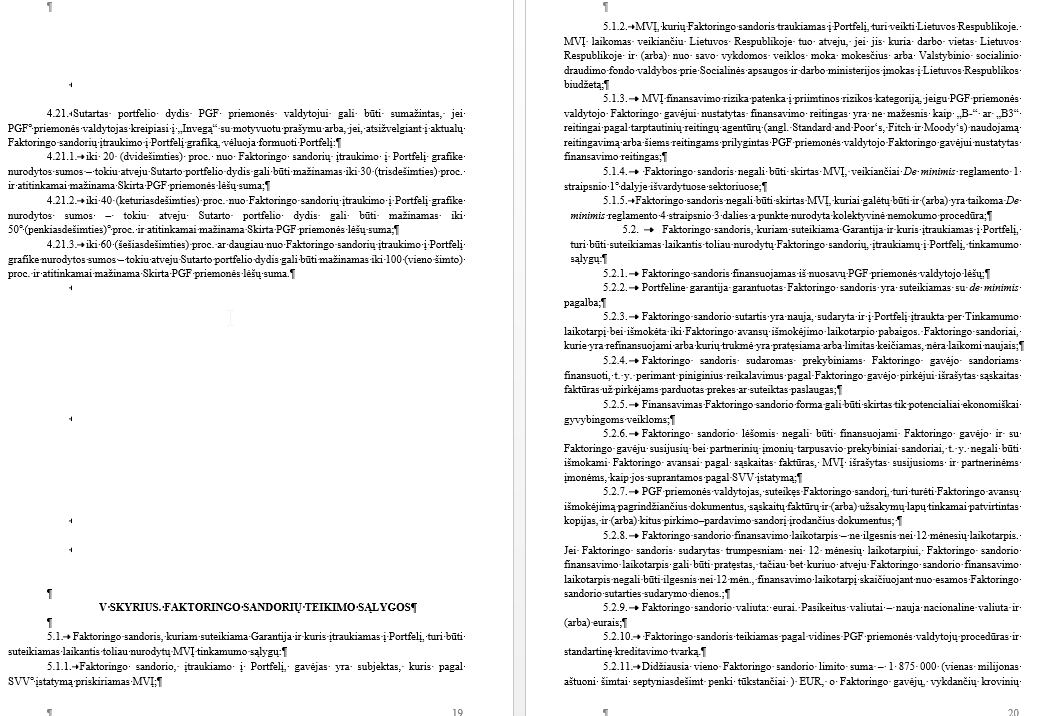 4.21. Sutartas portfelio dydis PGF priemonės valdytojui gali būti sumažintas, jei
PGF priemonės valdytojas kreipiasi į „Invegą“ su motyvuotu prašymu arba, jei, atsižvelgiant į aktualų
Faktoringo sandorių įtraukimo į Portfelį grafiką, vėluoja formuoti Portfelį:
4.21.1. iki 20 (dvidešimties) proc. nuo Faktoringo sandorių įtraukimo į Portfelį grafike
nurodytos sumos – tokiu atveju Sutarto portfelio dydis gali būti mažinamas iki 30 (trisdešimties) proc.
ir atitinkamai mažinama Skirta PGF priemonės lėšų suma;
4.21.2. iki 40 (keturiasdešimties) proc. nuo Faktoringo sandorių įtraukimo į Portfelį grafike
nurodytos sumos – tokiu atveju Sutarto portfelio dydis gali būti mažinamas iki
50 (penkiasdešimties) proc. ir atitinkamai mažinama Skirta PGF priemonės lėšų suma;
4.21.3. iki 60 (šešiasdešimties) proc. ar daugiau nuo Faktoringo sandorių įtraukimo į Portfelį
grafike nurodytos sumos – tokiu atveju Sutarto portfelio dydis gali būti mažinamas iki 100 (vieno šimto)
proc. ir atitinkamai mažinama Skirta PGF priemonės lėšų suma.
V SKYRIUS. FAKTORINGO SANDORIŲ TEIKIMO SĄLYGOS
5.1. Faktoringo sandoris, kuriam suteikiama Garantija ir kuris įtraukiamas į Portfelį, turi būti
suteikiamas laikantis toliau nurodytų MVĮ tinkamumo sąlygų:
5.1.1. Faktoringo sandorio, įtraukiamo į Portfelį, gavėjas yra subjektas, kuris pagal
SVV įstatymą priskiriamas MVĮ;
19
5.1.2. MVĮ, kurių Faktoringo sandoris traukiamas į Portfelį, turi veikti Lietuvos Respublikoje.
MVĮ laikomas veikiančiu Lietuvos Respublikoje tuo atveju, jei jis kuria darbo vietas Lietuvos
Respublikoje ir (arba) nuo savo vykdomos veiklos moka mokesčius arba Valstybinio socialinio
draudimo fondo valdybos prie Socialinės apsaugos ir darbo ministerijos įmokas į Lietuvos Respublikos
biudžetą;
5.1.3. MVĮ finansavimo rizika patenka į priimtinos rizikos kategoriją, jeigu PGF priemonės
valdytojo Faktoringo gavėjui nustatytas finansavimo reitingas yra ne mažesnis kaip „B-“ ar „B3“
reitingai pagal tarptautinių reitingų agentūrų (angl. Standard and Poor‘s, Fitch ir Moody‘s) naudojamą
reitingavimą arba šiems reitingams prilygintas PGF priemonės valdytojo Faktoringo gavėjui nustatytas
finansavimo reitingas;
5.1.4. Faktoringo sandoris negali būti skirtas MVĮ, veikiančiai De minimis reglamento 1
straipsnio 1 dalyje išvardytuose sektoriuose;
5.1.5. Faktoringo sandoris negali būti skirtas MVĮ, kuriai galėtų būti ir (arba) yra taikoma De
minimis reglamento 4 straipsnio 3 dalies a punkte nurodyta kolektyvinė nemokumo procedūra;
5.2. Faktoringo sandoris, kuriam suteikiama Garantija ir kuris įtraukiamas į Portfelį,
turi būti suteikiamas laikantis toliau nurodytų Faktoringo sandorių, įtraukiamų į Portfelį, tinkamumo
sąlygų:
5.2.1. Faktoringo sandoris finansuojamas iš nuosavų PGF priemonės valdytojo lėšų;
5.2.2. Portfeline garantija garantuotas Faktoringo sandoris yra suteikiamas su de minimis
pagalba;
5.2.3. Faktoringo sandorio sutartis yra nauja, sudaryta ir į Portfelį įtraukta per Tinkamumo
laikotarpį bei išmokėta iki Faktoringo avansų išmokėjimo laikotarpio pabaigos. Faktoringo sandoriai,
kurie yra refinansuojami arba kurių trukmė yra pratęsiama arba limitas keičiamas, nėra laikomi naujais;
5.2.4. Faktoringo sandoris sudaromas prekybiniams Faktoringo gavėjo sandoriams
finansuoti, t. y. perimant piniginius reikalavimus pagal Faktoringo gavėjo pirkėjui išrašytas sąskaitas
faktūras už pirkėjams parduotas prekes ar suteiktas paslaugas;
5.2.5. Finansavimas Faktoringo sandorio forma gali būti skirtas tik potencialiai ekonomiškai
gyvybingoms veikloms;
5.2.6. Faktoringo sandorio lėšomis negali būti finansuojami Faktoringo gavėjo ir su
Faktoringo gavėju susijusių bei partnerinių įmonių tarpusavio prekybiniai sandoriai, t. y. negali būti
išmokami Faktoringo avansai pagal sąskaitas faktūras, MVĮ išrašytas susijusioms ir partnerinėms
įmonėms, kaip jos suprantamos pagal SVV įstatymą;
5.2.7. PGF priemonės valdytojas, suteikęs Faktoringo sandorį, turi turėti Faktoringo avansų
išmokėjimą pagrindžiančius dokumentus, sąskaitų faktūrų ir (arba) užsakymų lapų tinkamai patvirtintas
kopijas, ir (arba) kitus pirkimo–pardavimo sandorį įrodančius dokumentus;
5.2.8. Faktoringo sandorio finansavimo laikotarpis – ne ilgesnis nei 12 mėnesių laikotarpis.
Jei Faktoringo sandoris sudarytas trumpesniam nei 12 mėnesių laikotarpiui, Faktoringo sandorio
finansavimo laikotarpis gali būti pratęstas, tačiau bet kuriuo atveju Faktoringo sandorio finansavimo
laikotarpis negali būti ilgesnis nei 12 mėn., finansavimo laikotarpį skaičiuojant nuo esamos Faktoringo
sandorio sutarties sudarymo dienos.;
5.2.9. Faktoringo sandorio valiuta: eurai. Pasikeitus valiutai – nauja nacionaline valiuta ir
(arba) eurais;
5.2.10. Faktoringo sandoris teikiamas pagal vidines PGF priemonės valdytojų procedūras ir
standartinę kreditavimo tvarką.
5.2.11. Didžiausia vieno Faktoringo sandorio limito suma – 1 875 000 (vienas milijonas
aštuoni šimtai septyniasdešimt penki tūkstančiai ) EUR, o Faktoringo gavėjų, vykdančių krovinių
20